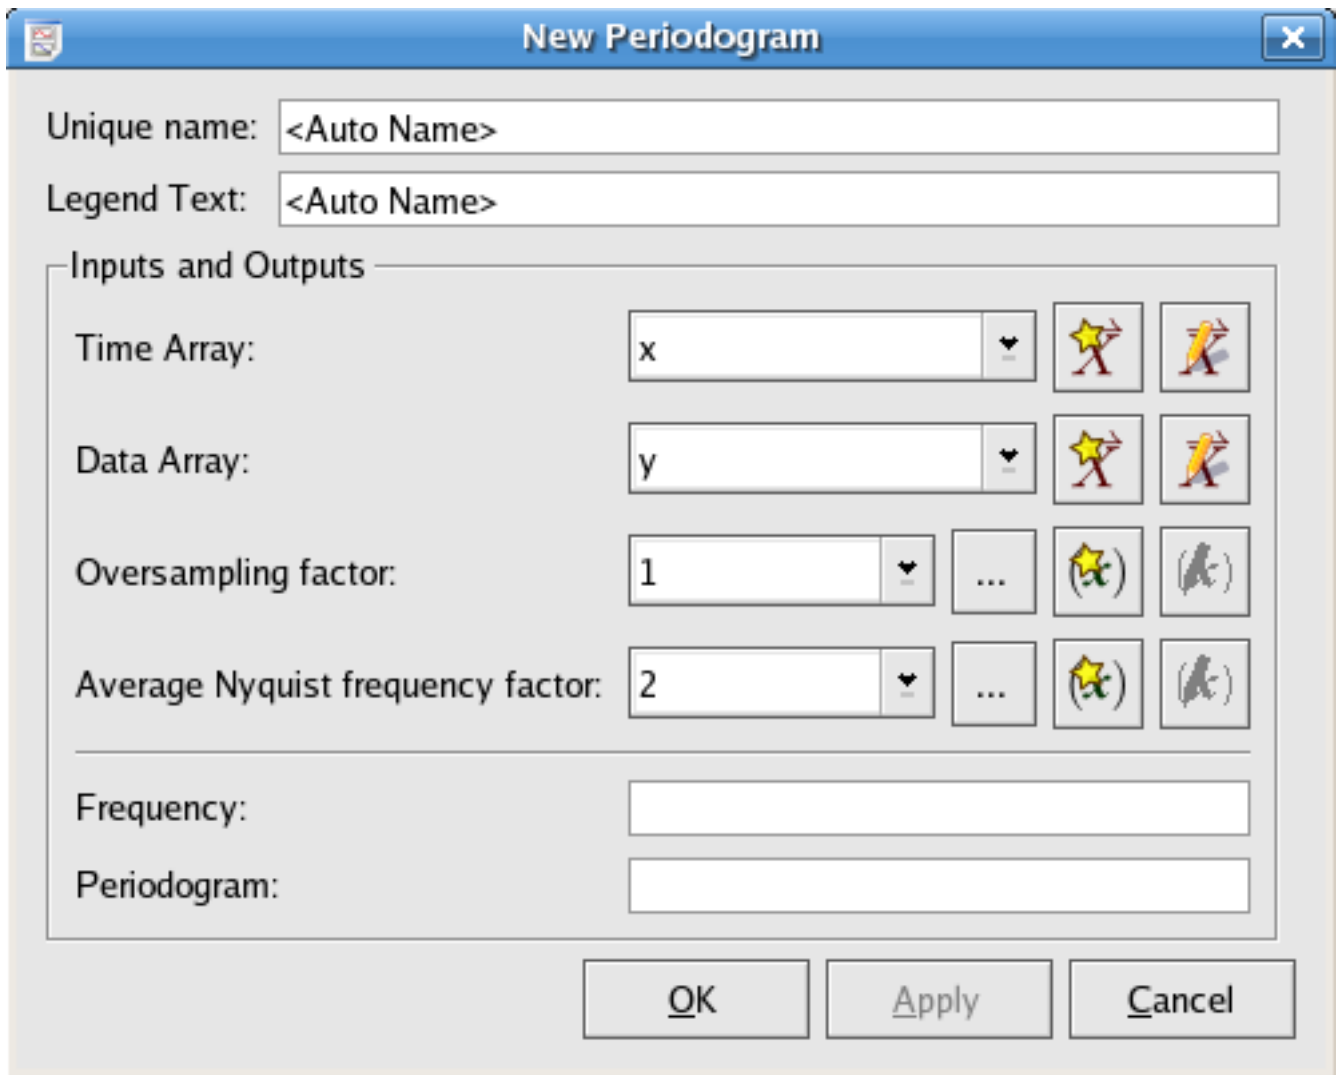 New Periodogram
Unique name: <Auto Name>
Legend Text: <Auto Name>
Inputs and Outputs
Time Array: x
Data Array: y
Oversampling factor: 1 ...
Average Nyquist frequency factor: 2 ...
Frequency:
Periodogram:
OK Apply Cancel